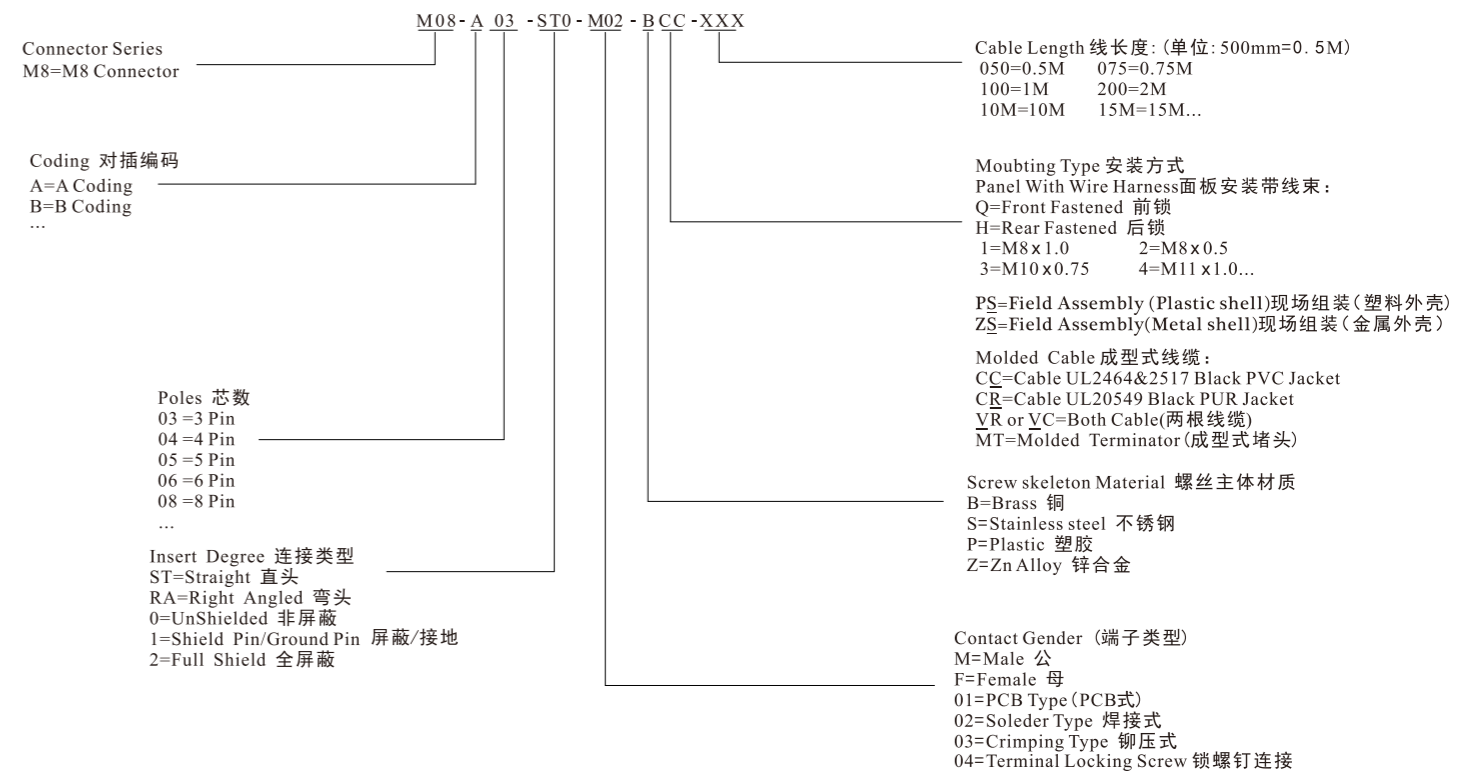 M08-A 03 -ST0-M02-BCC-XXX
Connector Series
M8=M8 Connector
Coding 对插编码
A=A Coding
B=B Coding
...
Poles 芯数
03 =3 Pin
04 =4 Pin
05 =5 Pin
06 =6 Pin
08 =8 Pin
...
Insert Degree 连接类型
ST=Straight 直头
RA=Right Angled 弯头
0=UnShielded 非屏蔽
1=Shield Pin/Ground Pin 屏蔽/接地
2=Full Shield 全屏蔽
Cable Length 线长度: (单位: 500mm=0. 5M)
050=0.5M 075=0.75M
100=1M 200=2M
10M=10M 15M=15M...
Moubting Type 安装方式
Panel With Wire Harness面板安装带线束：
Q=Front Fastened 前锁
H=Rear Fastened 后锁
1=M8x1.0 2=M8x0.5
3=M10x0.75 4=M11x1.0...
PS=Field Assembly (Plastic shell)现场组装(塑料外壳)
ZS=Field Assembly(Metal shell)现场组装(金属外壳)
Molded Cable 成型式线缆：
CC=Cable UL2464&2517 Black PVC Jacket
CR=Cable UL20549 Black PUR Jacket
VR or VC=Both Cable(两根线缆)
MT=Molded Terminator(成型式堵头)
Screw skeleton Material 螺丝主体材质
B=Brass 铜
S=Stainless steel 不锈钢
P=Plastic 塑胶
Z=Zn Alloy 锌合金
Contact Gender (端子类型)
M=Male 公
F=Female 母
01=PCB Type(PCB式)
02=Soleder Type 焊接式
03=Crimping Type 铆压式
04=Terminal Locking Screw 锁螺钉连接